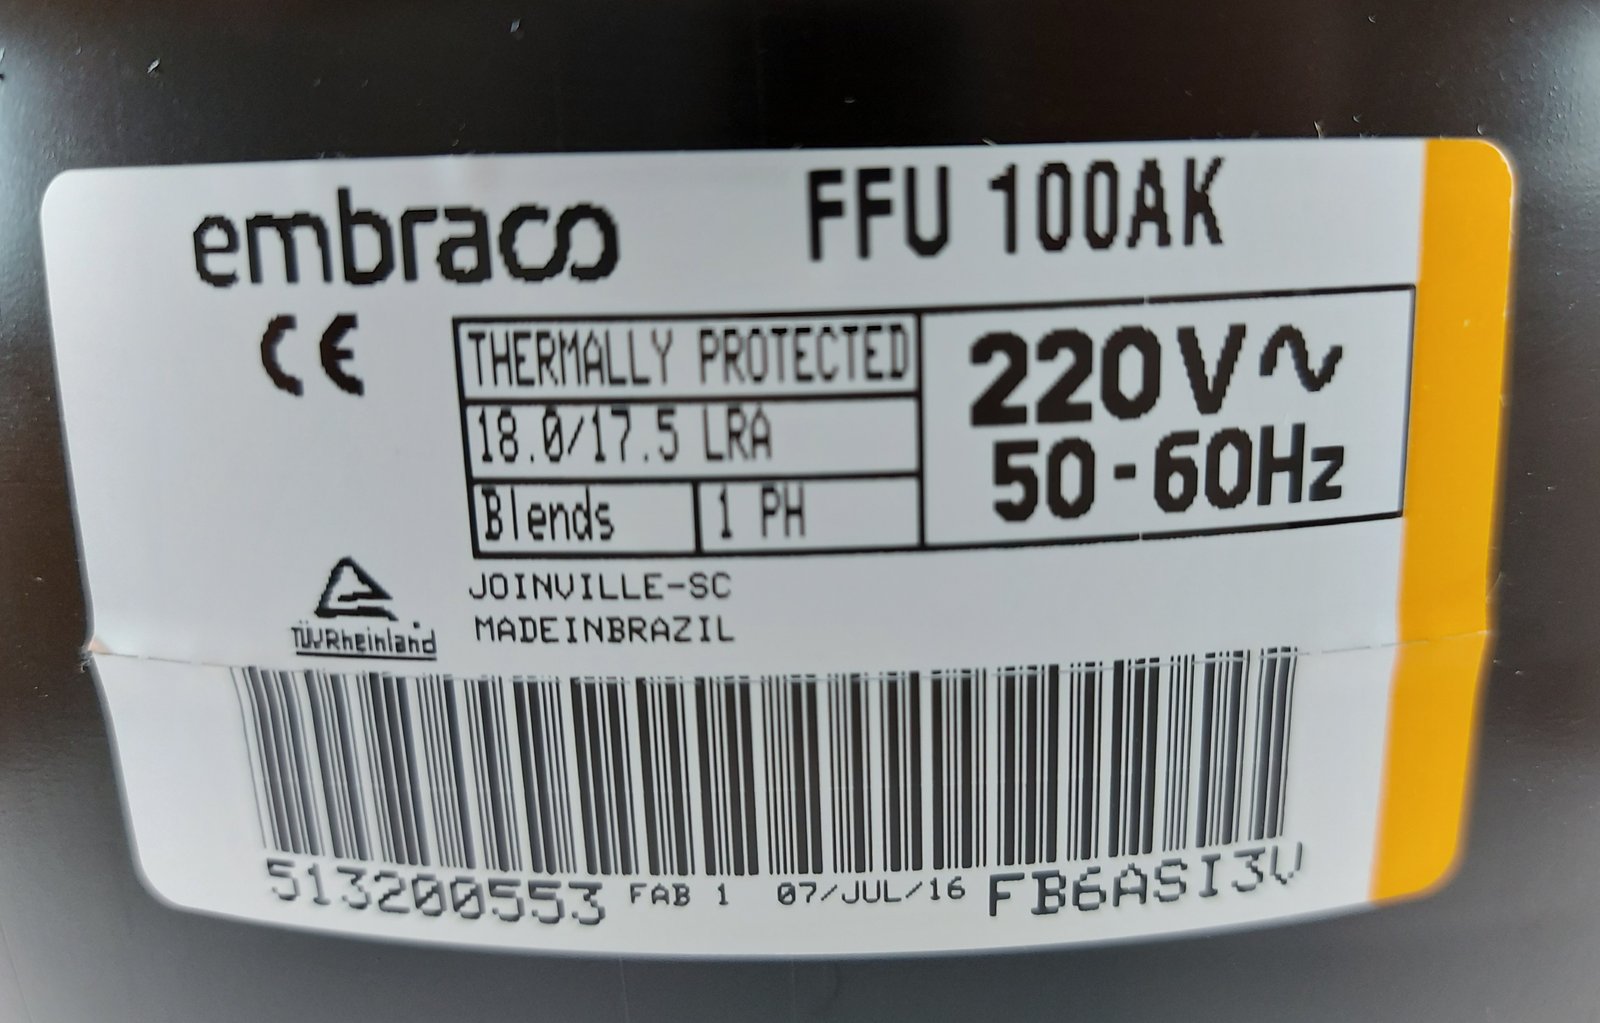 embraco FFU 100AK
CE
THERMALLY PROTECTED
220V~
18.0/17.5 LRA
50-60Hz
Blends 1 PH
JOINVILLE-SC
MADEINBRAZIL
TÜVRheinland
513200553 FAB 1 07/JUL/16 FB6ASI3V